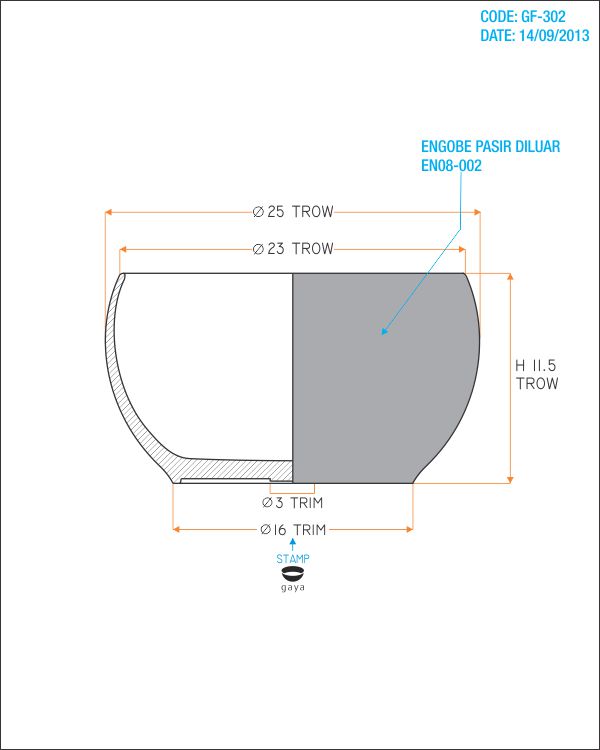 CODE: GF-302
DATE: 14/09/2013
ENGOBE PASIR DILUAR
EN08-002
Ø 25 TROW
Ø 23 TROW
H 11.5
TROW
Ø 3 TRIM
Ø 16 TRIM
STAMP
gaya